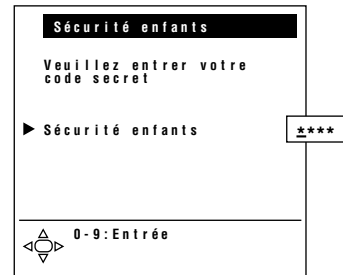 Sécurité enfants
Veuillez entrer votre
code secret
Sécurité enfants
****
0-9:Entrée